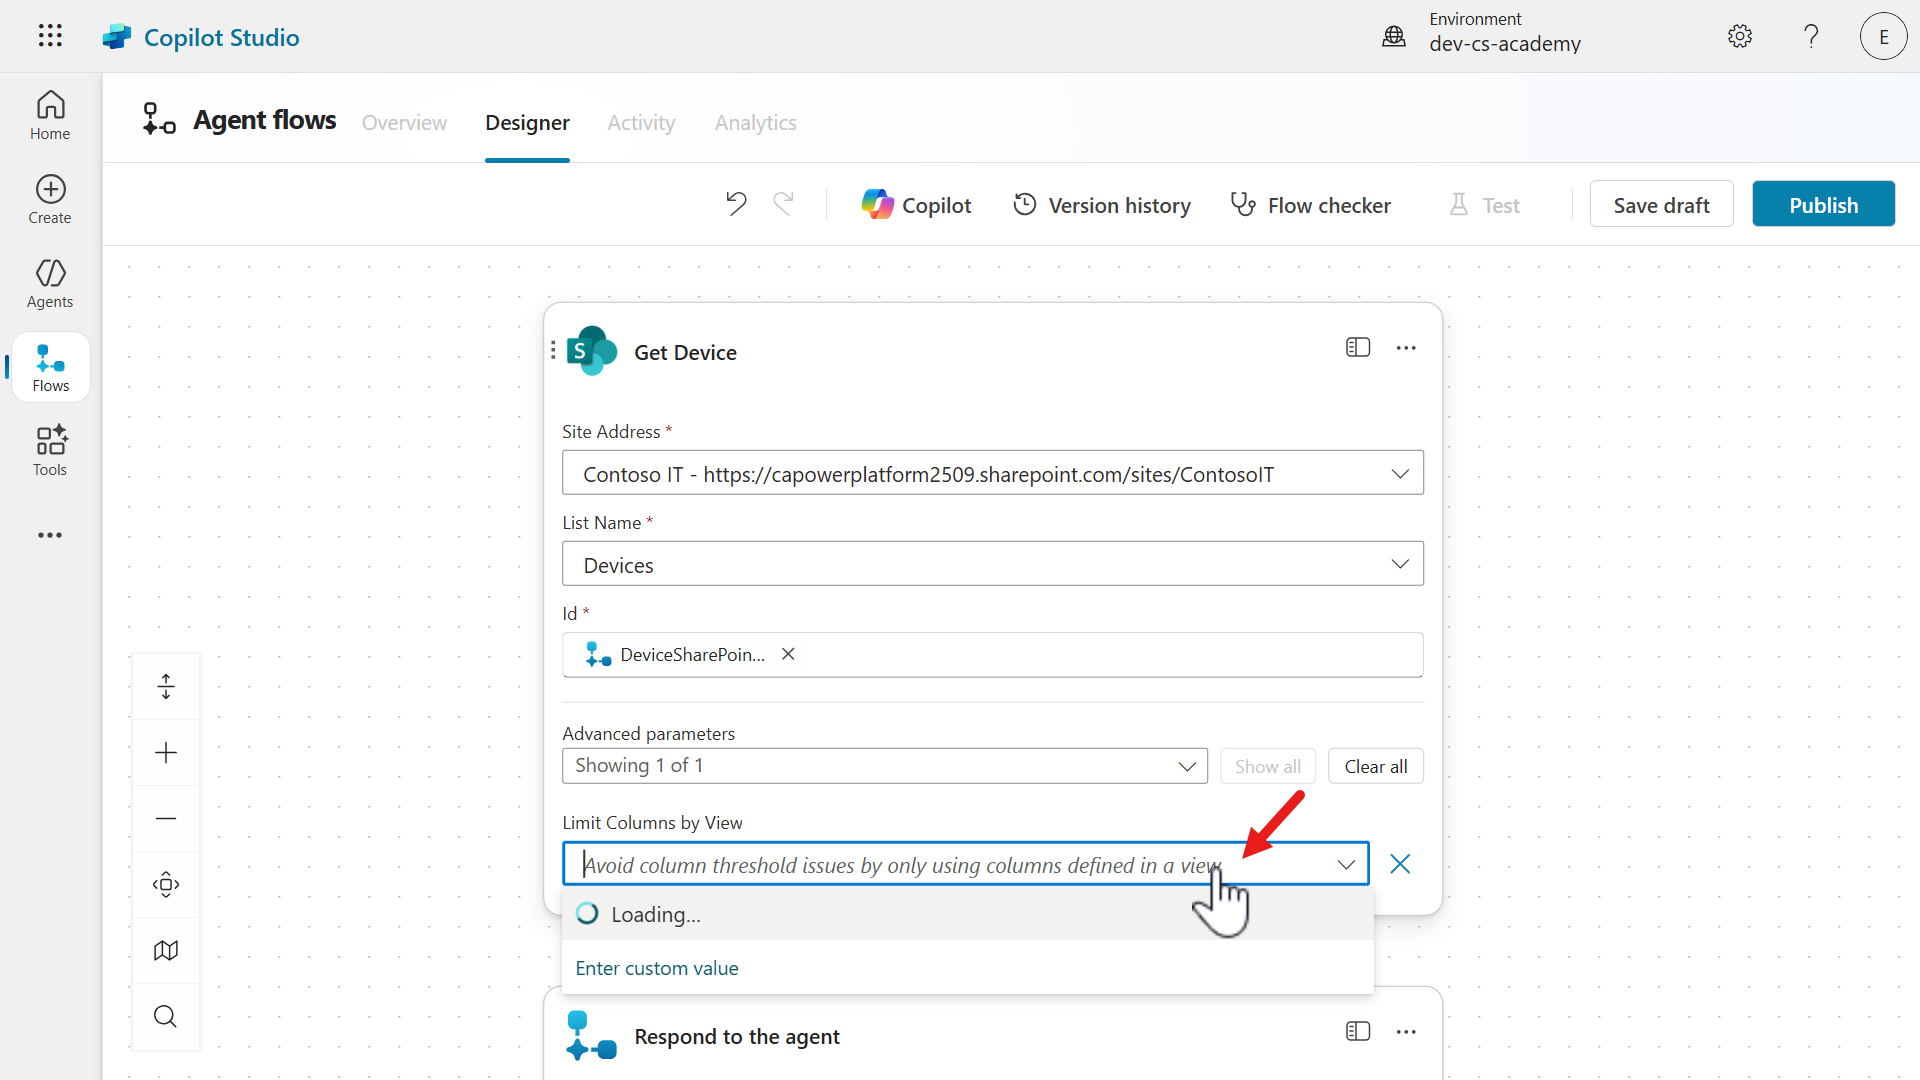 Copilot Studio
Environment
dev-cs-academy
?
E
Home
Create
Agents
Flows
Tools
Agent flows
Overview
Designer
Activity
Analytics
Copilot
Version history
Flow checker
Test
Save draft
Publish
S
Get Device
Site Address *
Contoso IT - https://capowerplatform2509.sharepoint.com/sites/ContosoIT
List Name *
Devices
Id *
DeviceSharePoin...
Advanced parameters
Showing 1 of 1
Show all
Clear all
Limit Columns by View
Avoid column threshold issues by only using columns defined in a view
Loading...
Enter custom value
Respond to the agent